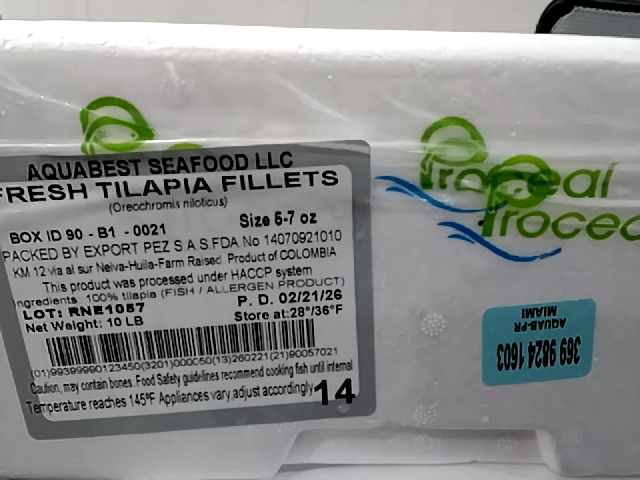 AQUABEST SEAFOOD LLC
FRESH TILAPIA FILLETS
(Oreochromis niloticus)
BOX ID 90 - B1 - 0021 Size 5-7 oz
PACKED BY EXPORT PEZ S.A.S. FDA No 14070921010
KM 12 via al sur Neiva-Huila-Farm Raised Product of COLOMBIA
This product was processed under HACCP system
ngredients: 100% tilapia (FISH / ALLERGEN PRODUCT)
LOT: RNE1057 P. D. 02/21/26
Net Weight: 10 LB Store at:28°/36°F
(01)99399990123450(3201)000050(13)260221(21)90057021
Caution, may contain bones. Food Safety guidelines recommend cooking fish until internal
Temperature reaches 145ºF Appliances vary,adjust accordingly 14
Proceal
Procea
369 9824 1603
AQUAB-PR
MIAMI